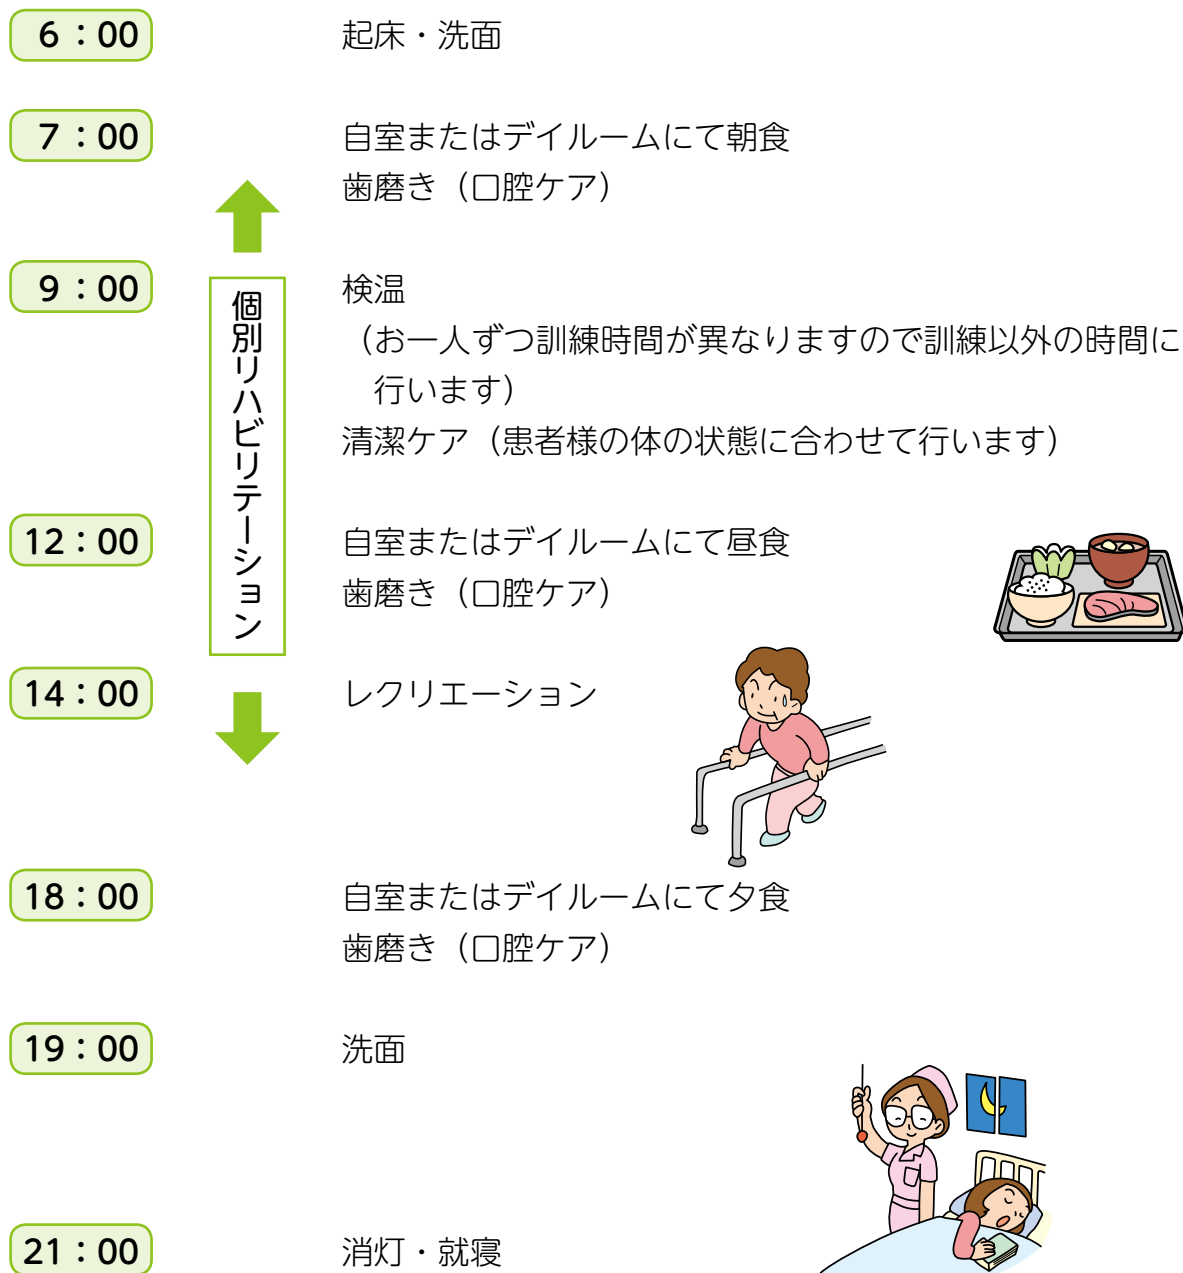 6：00 起床・洗面
7：00 自室またはデイルームにて朝食
歯磨き（口腔ケア）
個別リハビリテーション
9：00 検温
（お一人ずつ訓練時間が異なりますので訓練以外の時間に
行います）
清潔ケア（患者様の体の状態に合わせて行います）
12：00 自室またはデイルームにて昼食
歯磨き（口腔ケア）
14：00 レクリエーション
18：00 自室またはデイルームにて夕食
歯磨き（口腔ケア）
19：00 洗面
21：00 消灯・就寝